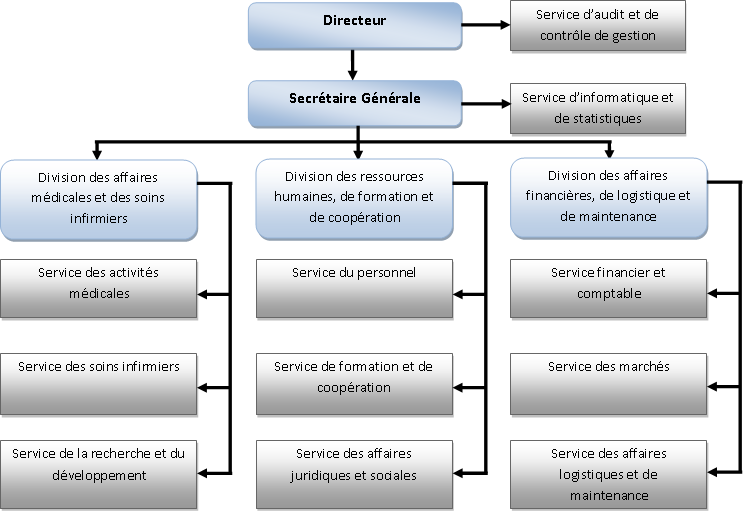 Directeur
Service d'audit et de
contrôle de gestion
Secrétaire Générale
Service d'informatique et
de statistiques
Division des affaires
médicales et des soins
infirmiers
Division des ressources
humaines, de formation et
de coopération
Division des affaires
financières, de logistique et
de maintenance
Service des activités
médicales
Service du personnel
Service financier et
comptable
Service des soins infirmiers
Service de formation et de
coopération
Service des marchés
Service de la recherche et du
développement
Service des affaires
juridiques et sociales
Service des affaires
logistiques et de
maintenance